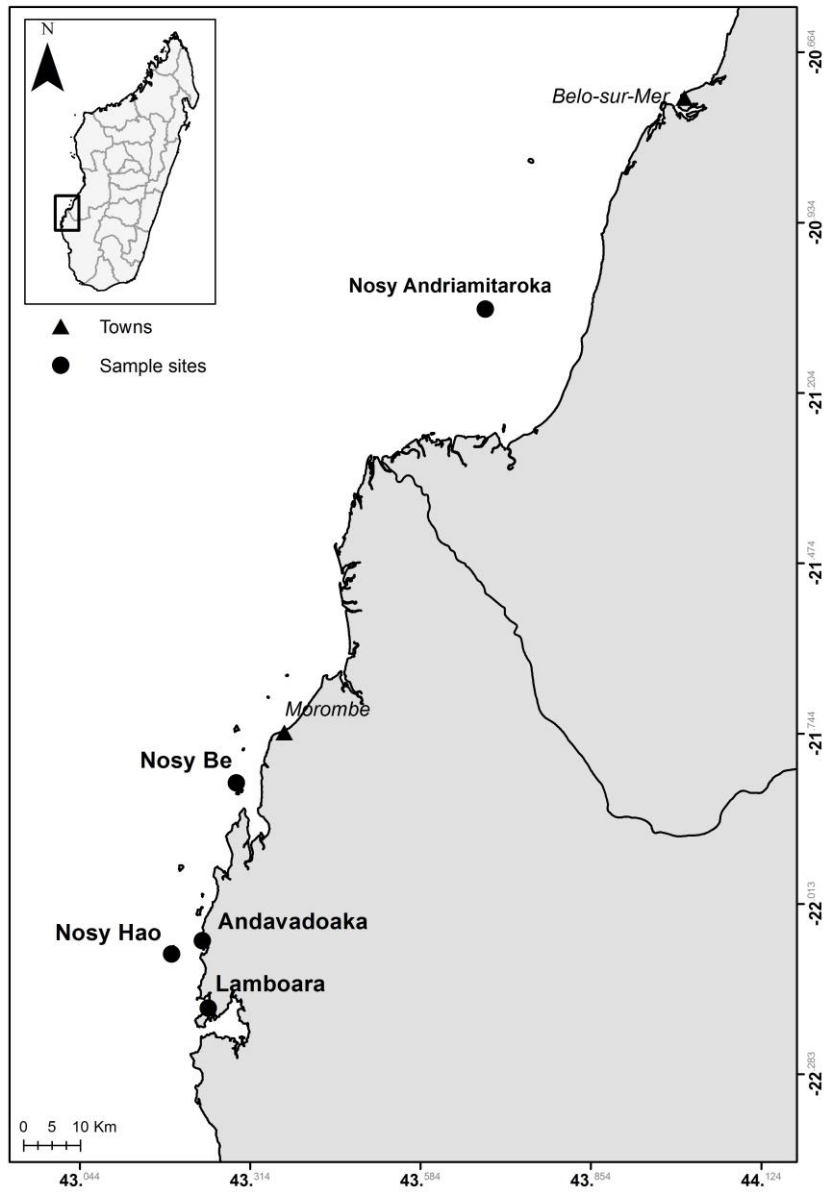 N
Towns
Sample sites
Belo-sur-Mer
Nosy Andriamitaroka
Morombe
Nosy Be
Nosy Hao
Andavadoaka
Lamboara
0 5 10 Km
-20.664
-20.934
-21.204
-21.474
-21.744
-22.013
-22.283
43.044
43.314
43.584
43.854
44.124